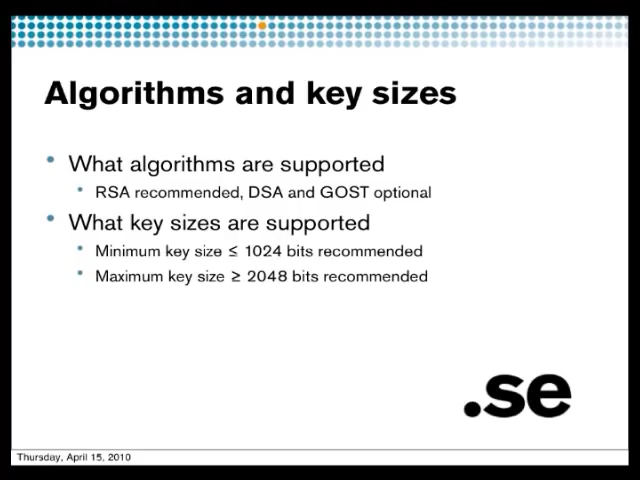 Algorithms and key sizes
• What algorithms are supported
• RSA recommended, DSA and GOST optional
• What key sizes are supported
• Minimum key size ≤ 1024 bits recommended
• Maximum key size ≥ 2048 bits recommended
.se
Thursday, April 15, 2010